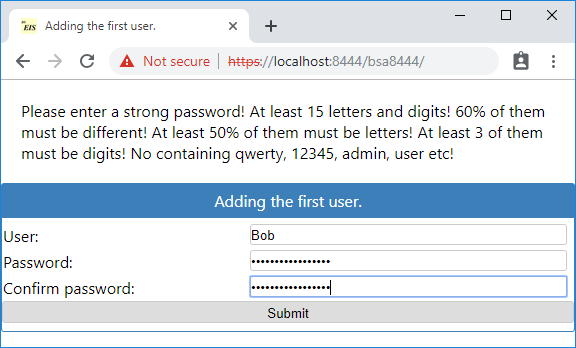 EIS Adding the first user.
Not secure https://localhost:8444/bsa8444/
Please enter a strong password! At least 15 letters and digits! 60% of them
must be different! At least 50% of them must be letters! At least 3 of them
must be digits! No containing qwerty, 12345, admin, user etc!
Adding the first user.
User: Bob
Password: •••••••••••••••••
Confirm password: •••••••••••••••••
Submit